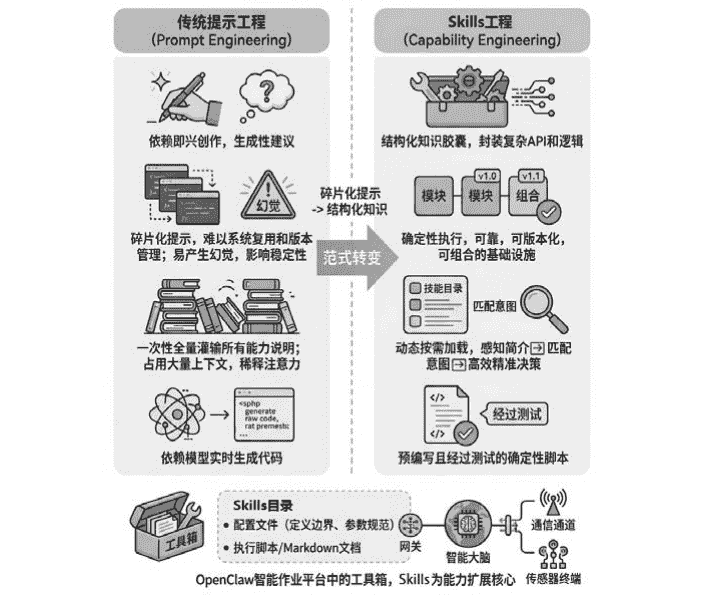 传统提示工程
(Prompt Engineering)
Skills工程
(Capability Engineering)
?
依赖即兴创作，生成性建议
结构化知识胶囊，封装复杂API和逻辑
!
幻觉
碎片化提示，难以系统复用和版本
管理；易产生幻觉，影响稳定性
碎片化提示
-> 结构化知识
范式转变
v1.0
v1.1
模块
模块
组合
确定性执行，可靠，可版本化，
可组合的基础设施
一次性全量灌输所有能力说明；
占用大量上下文，稀释注意力
技能目录
匹配意图
动态按需加载，感知简介→匹配
意图→高效精准决策
<sphp
generate
raw code,
rat premesb;
...
依赖模型实时生成代码
</>
</>
经过测试
预编写且经过测试的确定性脚本
工具箱
Skills目录
• 配置文件（定义边界、参数规范）
• 执行脚本/Markdown文档
网关
智能大脑
通信通道
传感器终端
OpenClaw智能作业平台中的工具箱，Skills为能力扩展核心